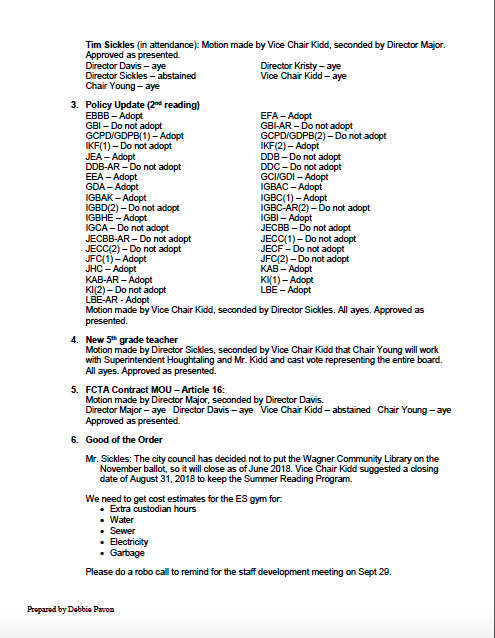 Tim Sickles (in attendance): Motion made by Vice Chair Kidd, seconded by Director Major.
Approved as presented.
Director Davis – aye Director Kristy – aye
Director Sickles – abstained Vice Chair Kidd – aye
Chair Young – aye
3. Policy Update (2nd reading)
EBBB – Adopt EFA – Adopt
GBI – Do not adopt GBI-AR – Do not adopt
GCPD/GDPB(1) – Adopt GCPD/GDPB(2) – Do not adopt
IKF(1) – Do not adopt IKF(2) – Adopt
JEA – Adopt DDB – Do not adopt
DDB-AR – Do not adopt DDC – Do not adopt
EEA – Adopt GCI/GDI – Adopt
GDA – Adopt IGBAC – Adopt
IGBAK – Adopt IGBC(1) – Adopt
IGBD(2) – Do not adopt IGBC-AR(2) – Do not adopt
IGBHE – Adopt IGBI – Adopt
IGCA – Do not adopt JECBB – Do not adopt
JECBB-AR – Do not adopt JECC(1) – Do not adopt
JECC(2) – Do not adopt JECF – Do not adopt
JFC(1) – Adopt JFC(2) – Do not adopt
JHC – Adopt KAB – Adopt
KAB-AR – Adopt KI(1) – Adopt
KI(2) – Do not adopt LBE – Adopt
LBE-AR - Adopt
Motion made by Vice Chair Kidd, seconded by Director Sickles. All ayes. Approved as
presented.
4. New 5th grade teacher
Motion made by Director Sickles, seconded by Vice Chair Kidd that Chair Young will work
with Superintendent Houghtaling and Mr. Kidd and cast vote representing the entire board.
All ayes. Approved as presented.
5. FCTA Contract MOU – Article 16:
Motion made by Director Major, seconded by Director Davis.
Director Major – aye Director Davis – aye Vice Chair Kidd – abstained Chair Young – aye
Approved as presented.
6. Good of the Order
Mr. Sickles: The city council has decided not to put the Wagner Community Library on the
November ballot, so it will close as of June 2018. Vice Chair Kidd suggested a closing
date of August 31, 2018 to keep the Summer Reading Program.
We need to get cost estimates for the ES gym for:
• Extra custodian hours
• Water
• Sewer
• Electricity
• Garbage
Please do a robo call to remind for the staff development meeting on Sept 29.
Prepared by Debbie Pavon